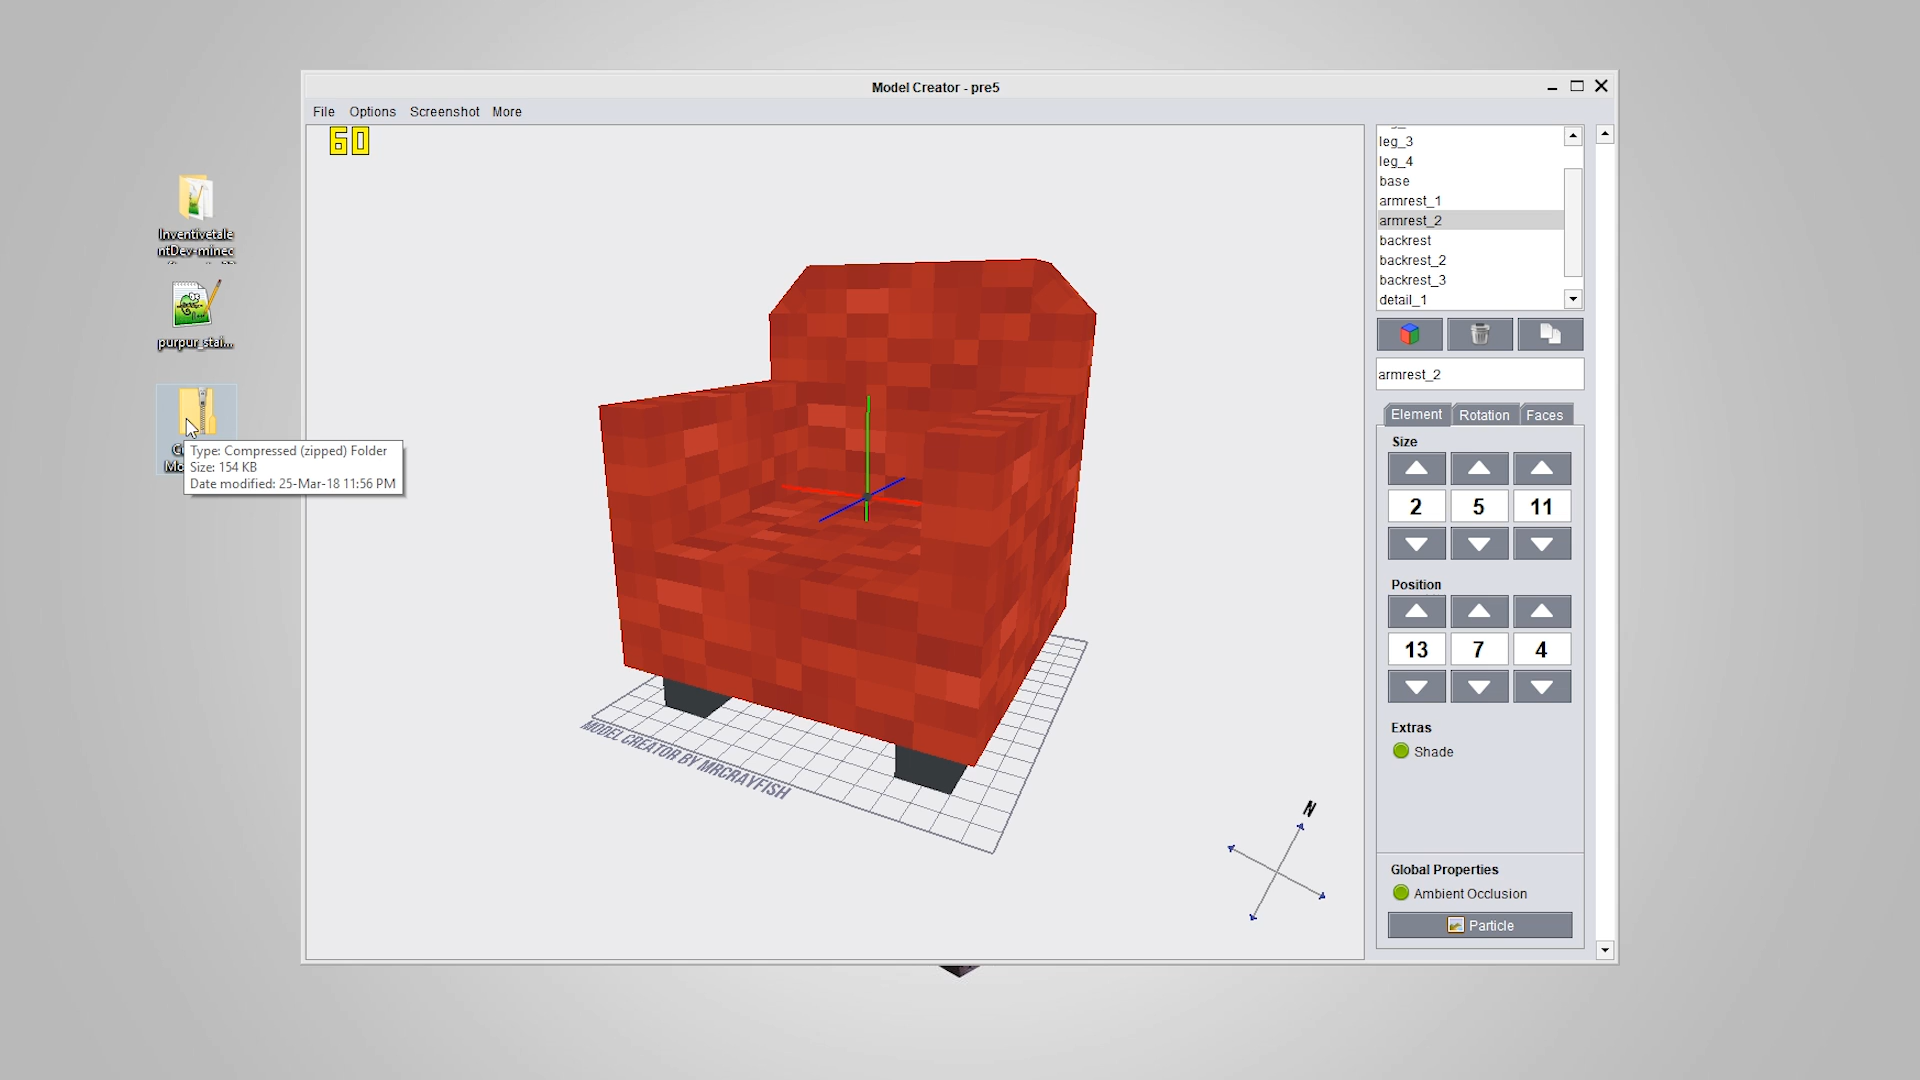 Model Creator - pre5
File Options Screenshot More
60
leg_3
leg_4
base
armrest_1
armrest_2
backrest
backrest_2
backrest_3
detail_1
armrest_2
Element Rotation Faces
Size
2 5 11
Position
13 7 4
Extras
Shade
Global Properties
Ambient Occlusion
Particle
Inventivetale
ntDev-minec
purpur_stai...
Type: Compressed (zipped) Folder
Size: 154 KB
Date modified: 25-Mar-18 11:56 PM
MODEL CREATOR BY MRCRAYFISH
N